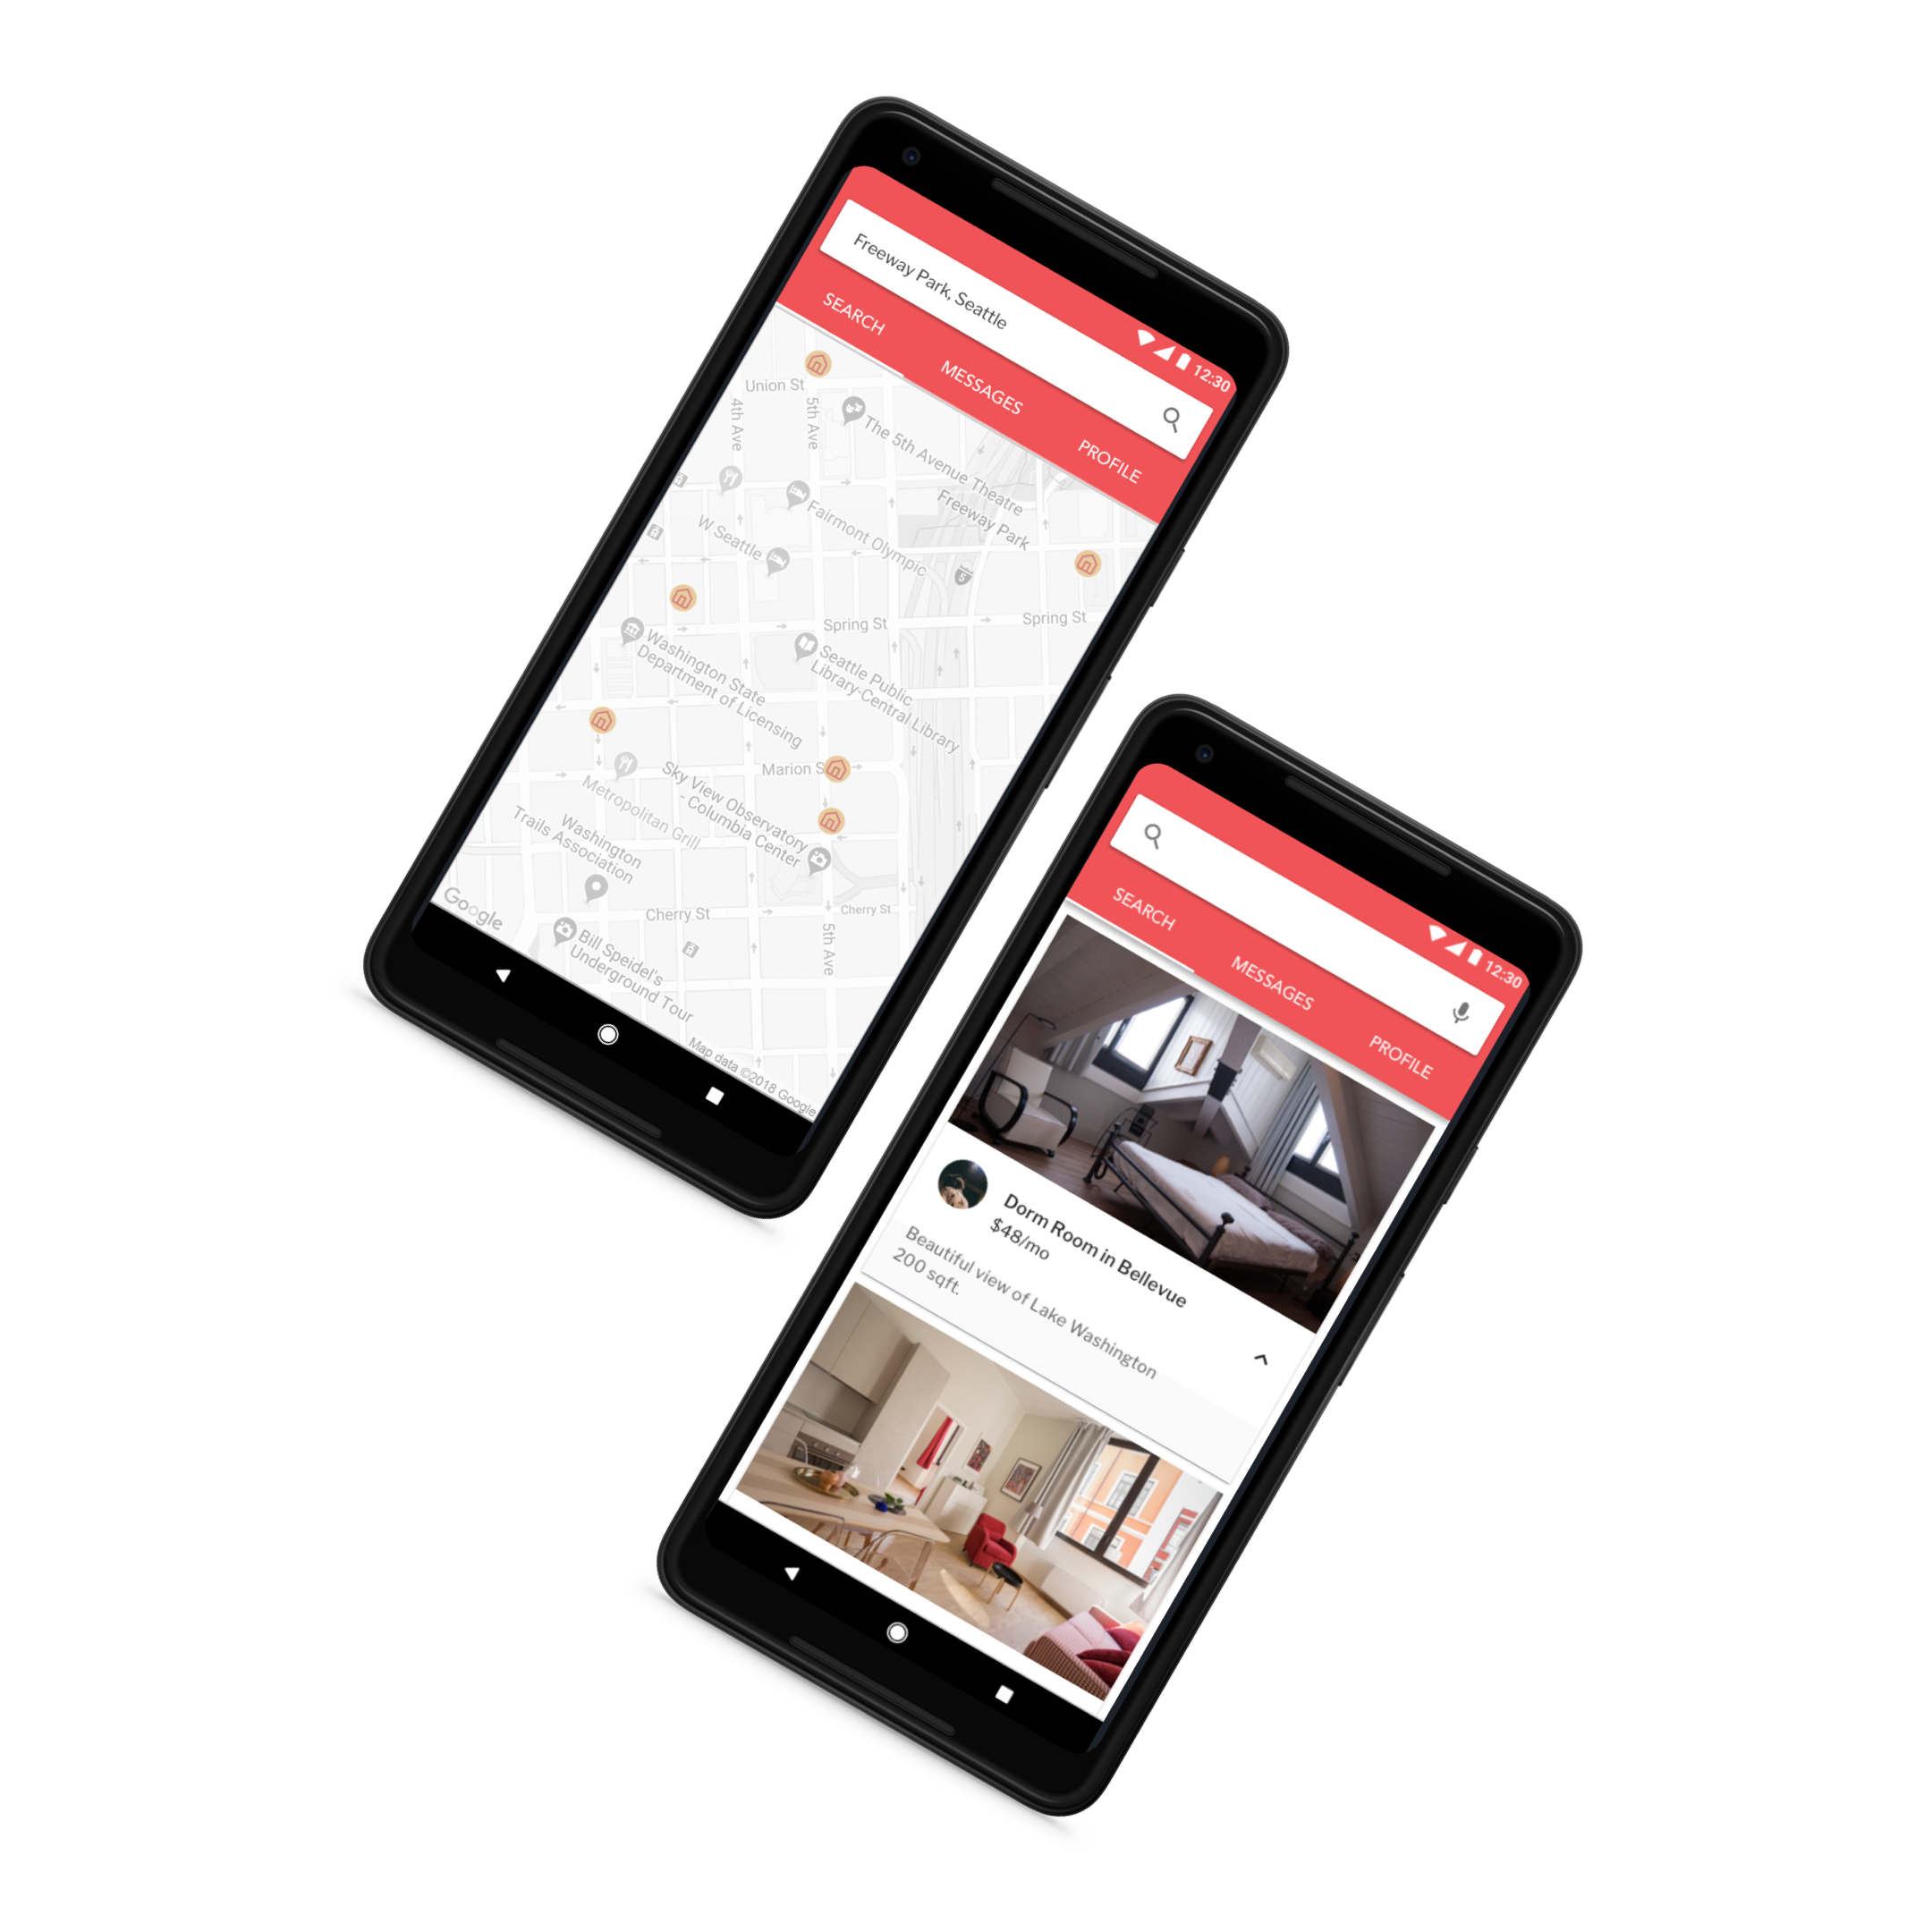 12:30
Freeway Park, Seattle
SEARCH
MESSAGES
PROFILE
Union St
4th Ave
5th Ave
The 5th Avenue Theatre
Freeway Park
Fairmont Olympic
W Seattle
5
Spring St
Spring St
Washington State
Department of Licensing
Seattle Public
Library-Central Library
Marion S
Sky View Observatory
- Columbia Center
Metropolitan Grill
Washington
Trails Association
Cherry St
Cherry St
5th Ave
Google
Bill Speidel's
Underground Tour
Map data ©2018 Google
12:30
SEARCH
MESSAGES
PROFILE
Dorm Room in Bellevue
$48/mo
Beautiful view of Lake Washington
200 sqft.